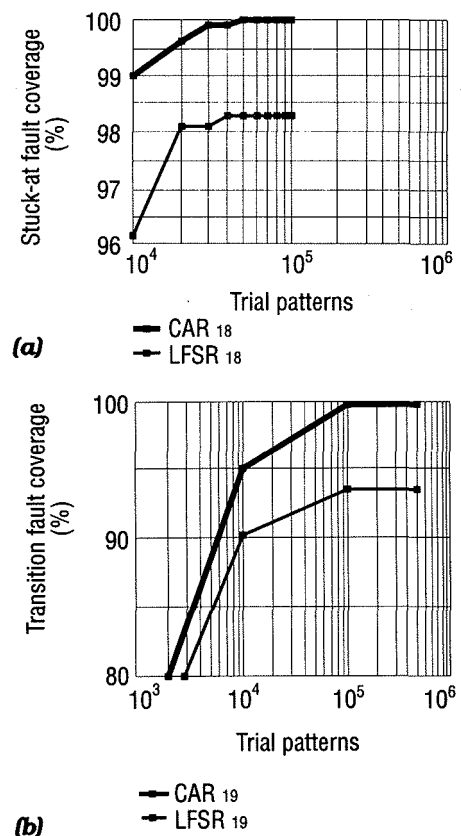 Stuck-at fault coverage
(%)
100
99
98
97
96
10⁴
10⁵
10⁶
Trial patterns
(a)
CAR 18
LFSR 18
Transition fault coverage
(%)
100
90
80
10³
10⁴
10⁵
10⁶
Trial patterns
(b)
CAR 19
LFSR 19